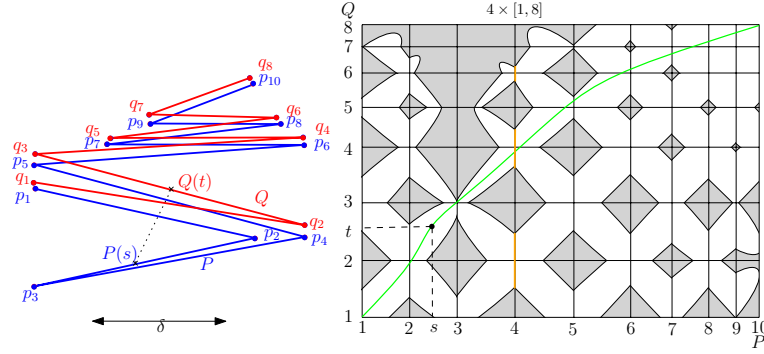 q8
p10
q7
q6
p9
p8
q5
q4
p7
p6
q3
p5
q1
Q(t)
p1
Q
q2
p2
p4
P(s)
P
p3
δ
Q
4 × [1, 8]
8
7
6
5
4
3
t
2
1
1 2 s 3 4 5 6 7 8 9 10
P